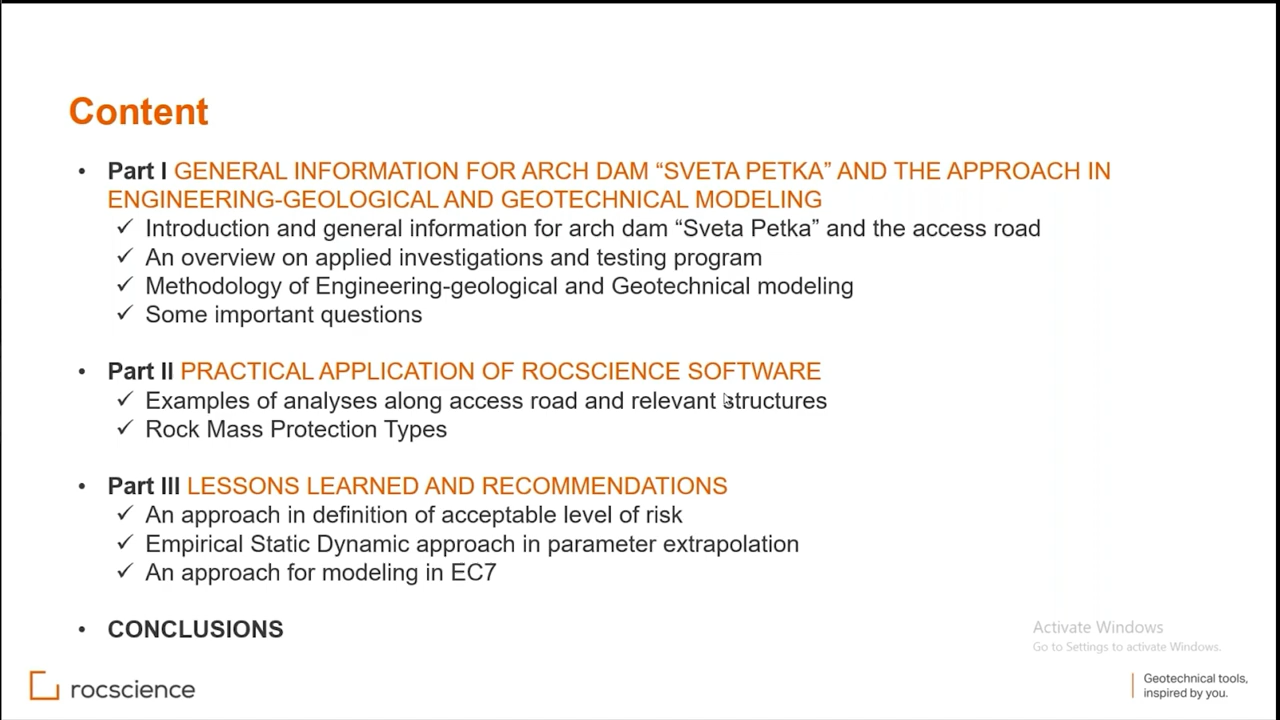 Content
• Part I GENERAL INFORMATION FOR ARCH DAM “SVETA PETKA” AND THE APPROACH IN
ENGINEERING-GEOLOGICAL AND GEOTECHNICAL MODELING
✓ Introduction and general information for arch dam “Sveta Petka” and the access road
✓ An overview on applied investigations and testing program
✓ Methodology of Engineering-geological and Geotechnical modeling
✓ Some important questions
• Part II PRACTICAL APPLICATION OF ROCSCIENCE SOFTWARE
✓ Examples of analyses along access road and relevant structures
✓ Rock Mass Protection Types
• Part III LESSONS LEARNED AND RECOMMENDATIONS
✓ An approach in definition of acceptable level of risk
✓ Empirical Static Dynamic approach in parameter extrapolation
✓ An approach for modeling in EC7
• CONCLUSIONS
Activate Windows
Go to Settings to activate Windows.
rocscience
Geotechnical tools,
inspired by you.